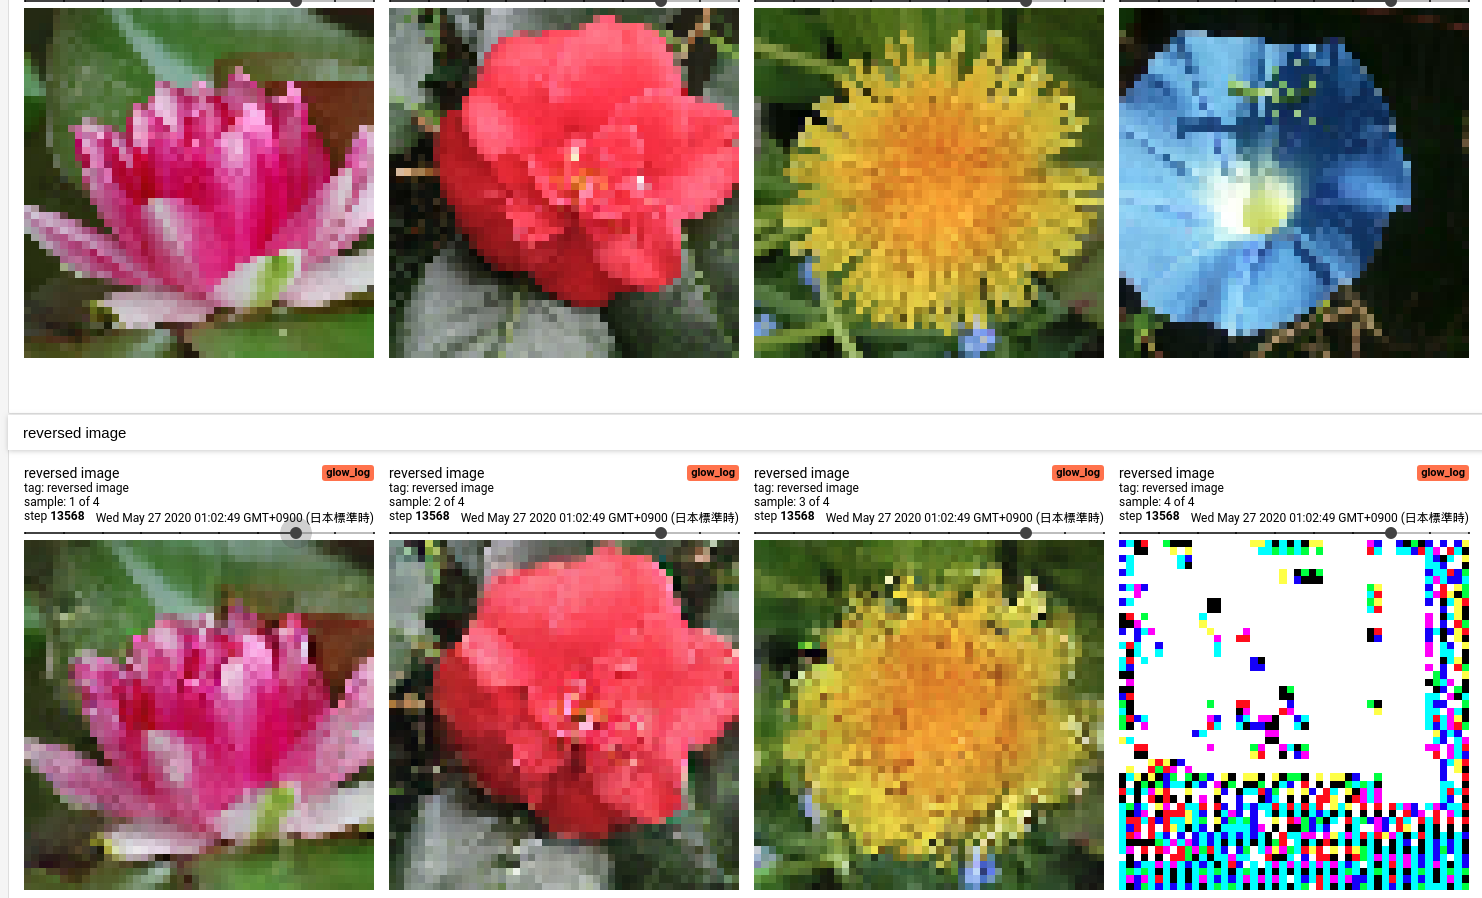 reversed image
reversed image glow_log
tag: reversed image
sample: 1 of 4
step 13568 Wed May 27 2020 01:02:49 GMT+0900 (日本標準時)
reversed image glow_log
tag: reversed image
sample: 2 of 4
step 13568 Wed May 27 2020 01:02:49 GMT+0900 (日本標準時)
reversed image glow_log
tag: reversed image
sample: 3 of 4
step 13568 Wed May 27 2020 01:02:49 GMT+0900 (日本標準時)
reversed image glow_log
tag: reversed image
sample: 4 of 4
step 13568 Wed May 27 2020 01:02:49 GMT+0900 (日本標準時)